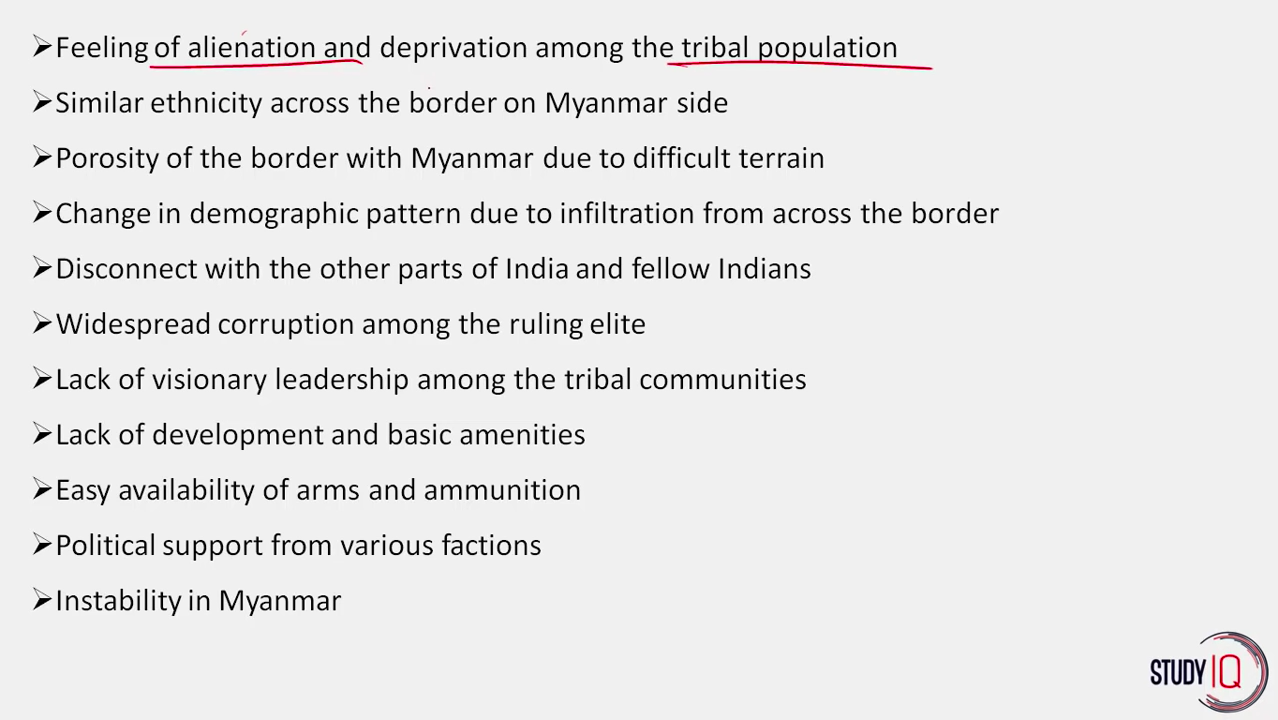 ➢Feeling of alienation and deprivation among the tribal population
➢Similar ethnicity across the border on Myanmar side
➢Porosity of the border with Myanmar due to difficult terrain
➢Change in demographic pattern due to infiltration from across the border
➢Disconnect with the other parts of India and fellow Indians
➢Widespread corruption among the ruling elite
➢Lack of visionary leadership among the tribal communities
➢Lack of development and basic amenities
➢Easy availability of arms and ammunition
➢Political support from various factions
➢Instability in Myanmar
STUDY IQ